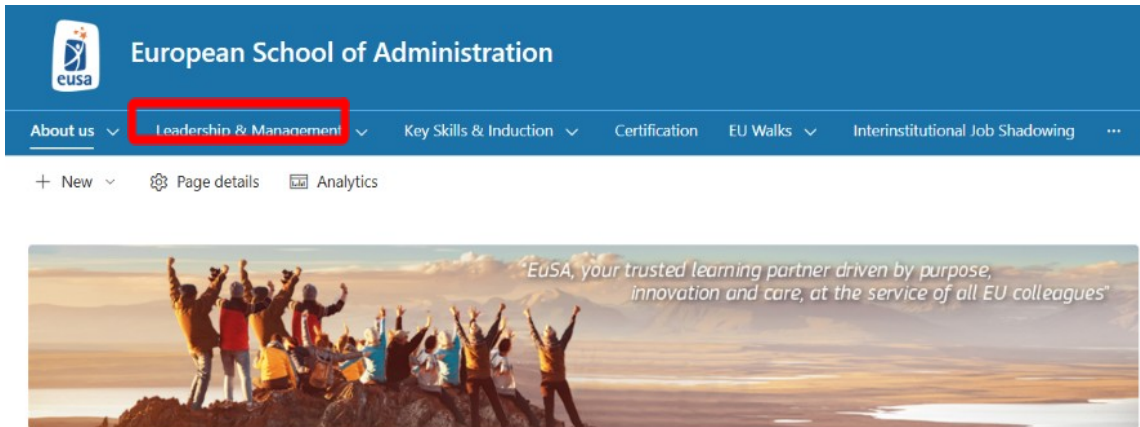 eusa
European School of Administration
About us Leadership & Management Key Skills & Induction Certification EU Walks Interinstitutional Job Shadowing ...
+ New Page details Analytics
"EuSA, your trusted learning partner driven by purpose,
innovation and care, at the service of all EU colleagues"